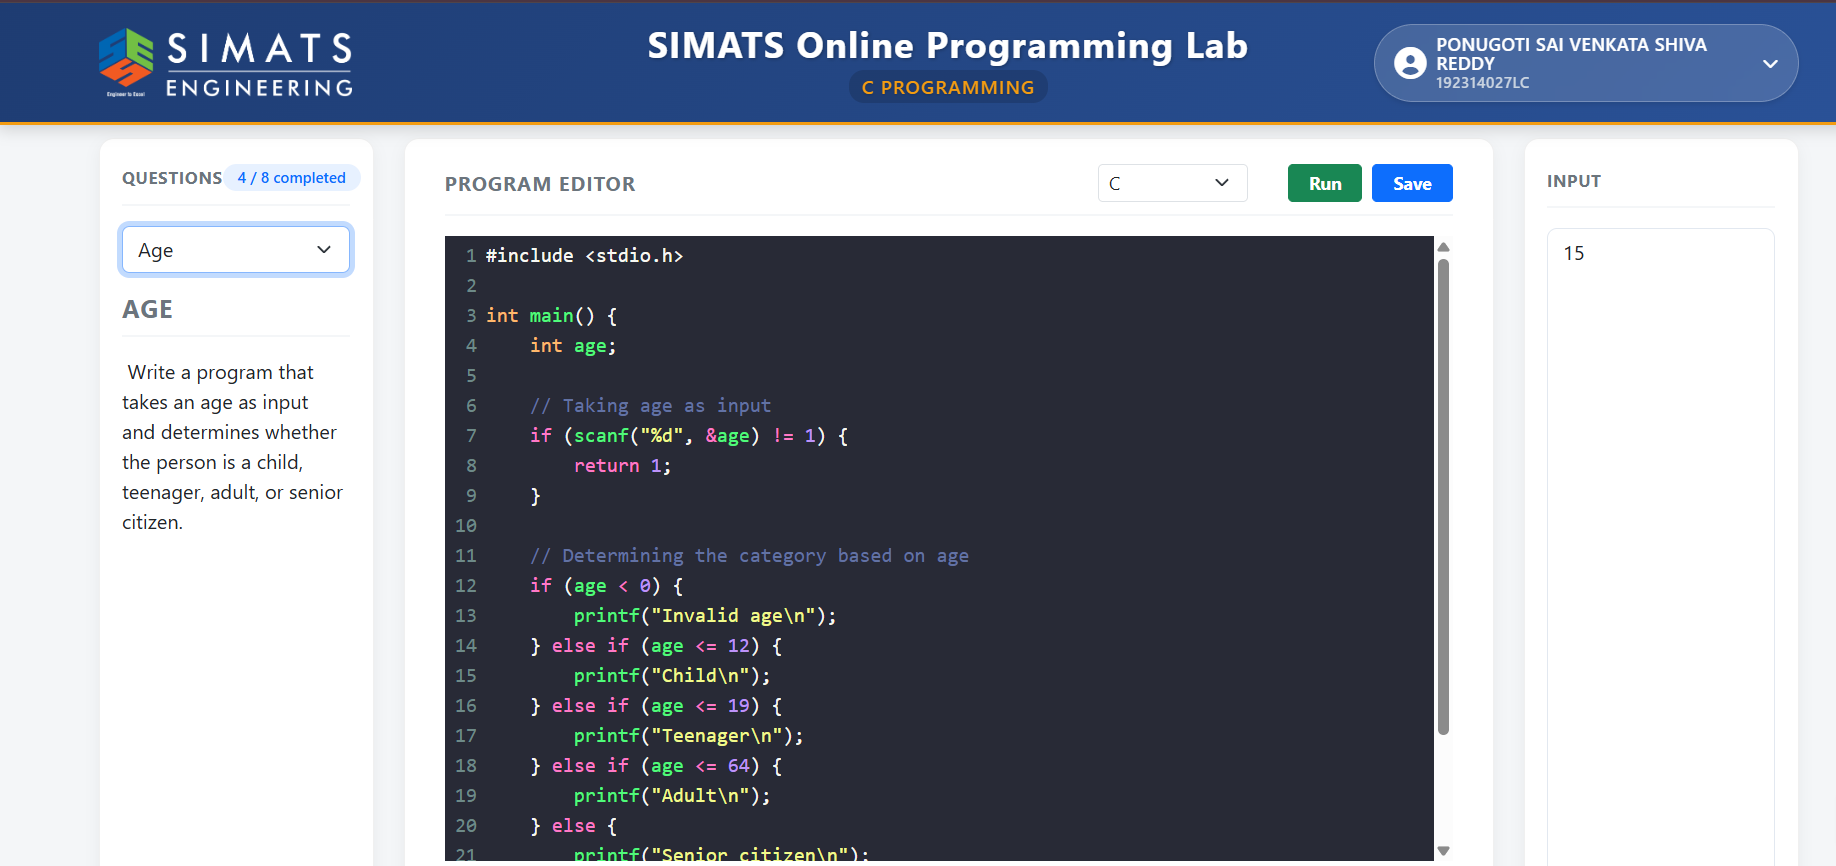 SIMATS
ENGINEERING
Engineer to Excel
SIMATS Online Programming Lab
C PROGRAMMING
PONUGOTI SAI VENKATA SHIVA
REDDY
192314027LC
QUESTIONS 4 / 8 completed
Age
AGE
Write a program that
takes an age as input
and determines whether
the person is a child,
teenager, adult, or senior
citizen.
PROGRAM EDITOR
C
Run
Save
1 #include <stdio.h>
2
3 int main() {
4     int age;
5
6     // Taking age as input
7     if (scanf("%d", &age) != 1) {
8         return 1;
9     }
10
11     // Determining the category based on age
12     if (age < 0) {
13         printf("Invalid age\n");
14     } else if (age <= 12) {
15         printf("Child\n");
16     } else if (age <= 19) {
17         printf("Teenager\n");
18     } else if (age <= 64) {
19         printf("Adult\n");
20     } else {
21         printf("Senior citizen\n");
INPUT
15